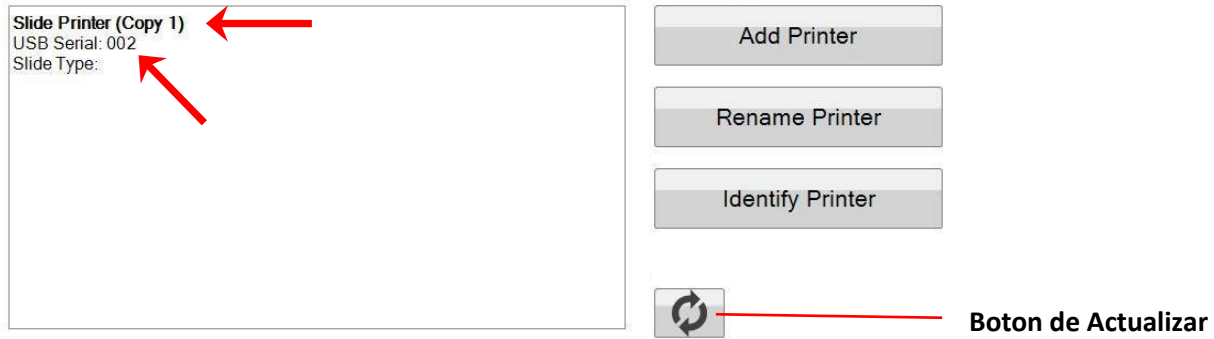 Slide Printer (Copy 1)
USB Serial: 002
Slide Type:
Add Printer
Rename Printer
Identify Printer
Boton de Actualizar